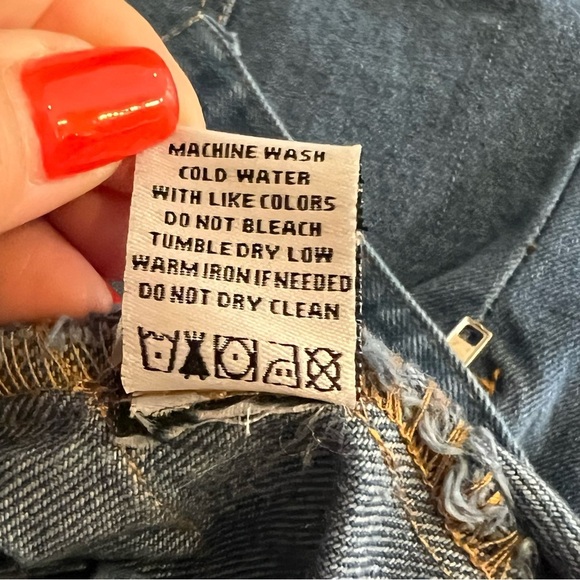 MACHINE WASH
COLD WATER
WITH LIKE COLORS
DO NOT BLEACH
TUMBLE DRY LOW
WARM IRON IF NEEDED
DO NOT DRY CLEAN